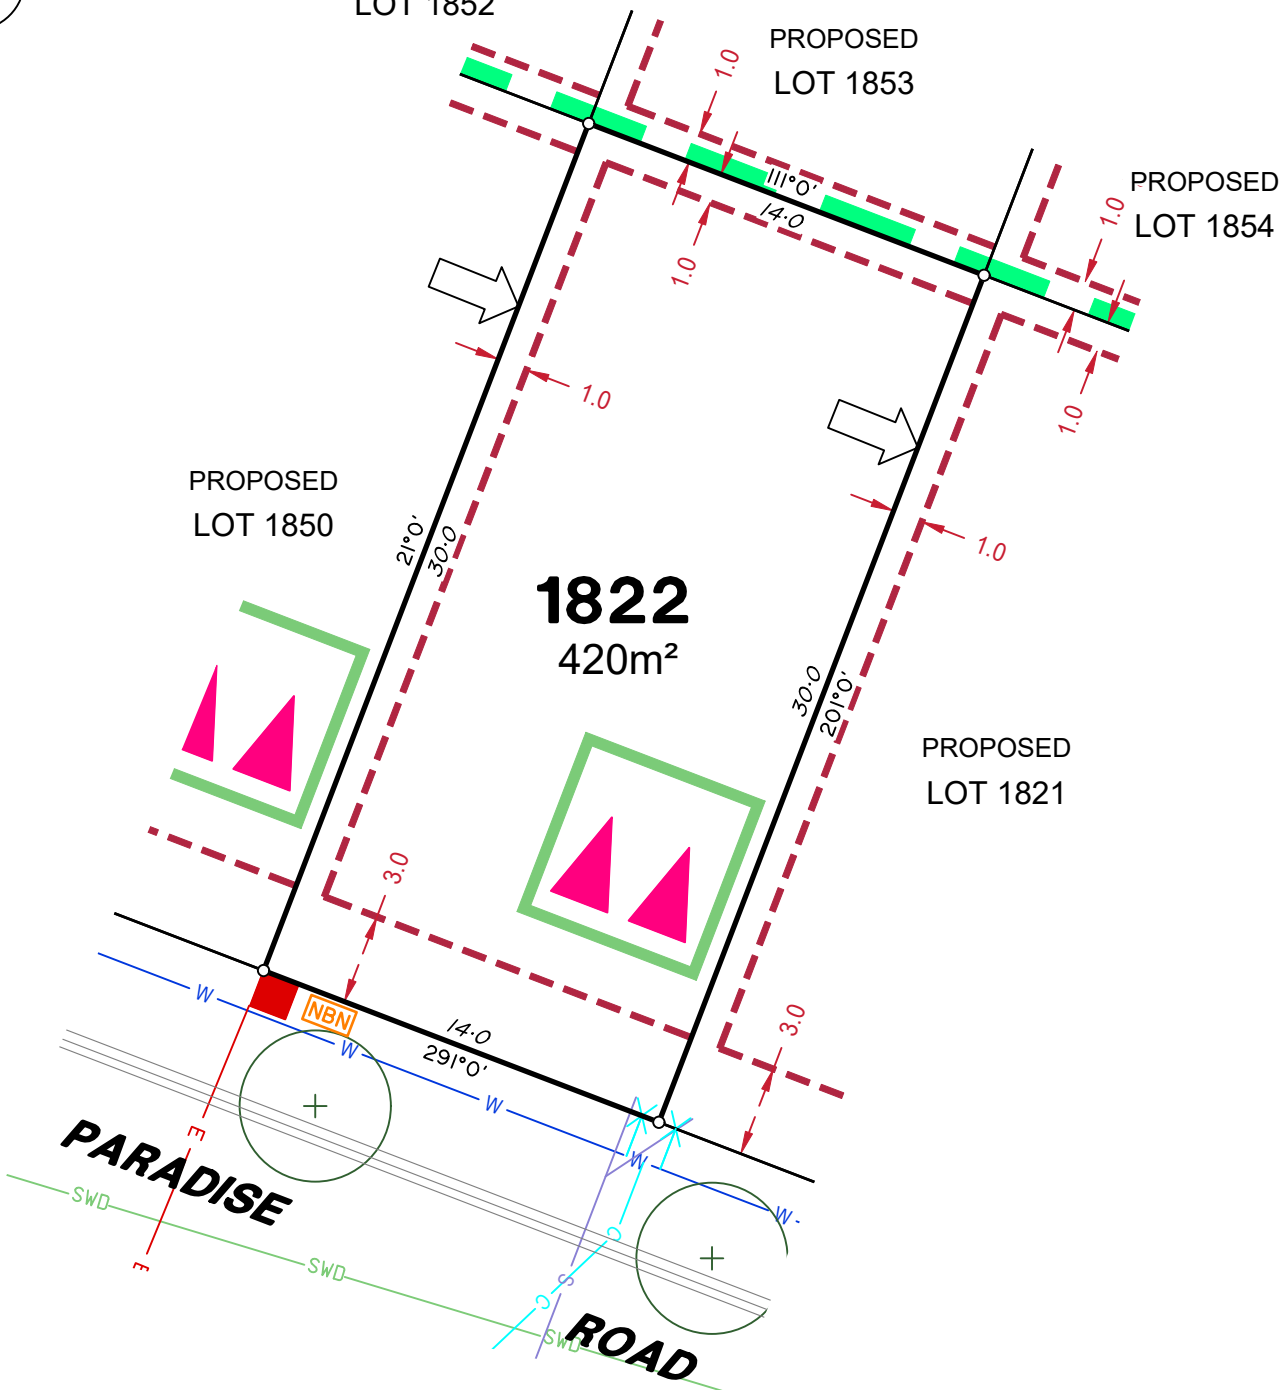 LOT 1852
PROPOSED
LOT 1853
1.0
PROPOSED
LOT 1854
1.0
111°0'
14·0
1.0
1.0
1.0
1.0
PROPOSED
LOT 1850
21°0'
30·0
1822
420m²
30·0
201°0'
PROPOSED
LOT 1821
3.0
3.0
NBN
14·0
291°0'
W
W
W
W
W
E
E
PARADISE
ROAD
SWD
SWD
SWD
C
C
S